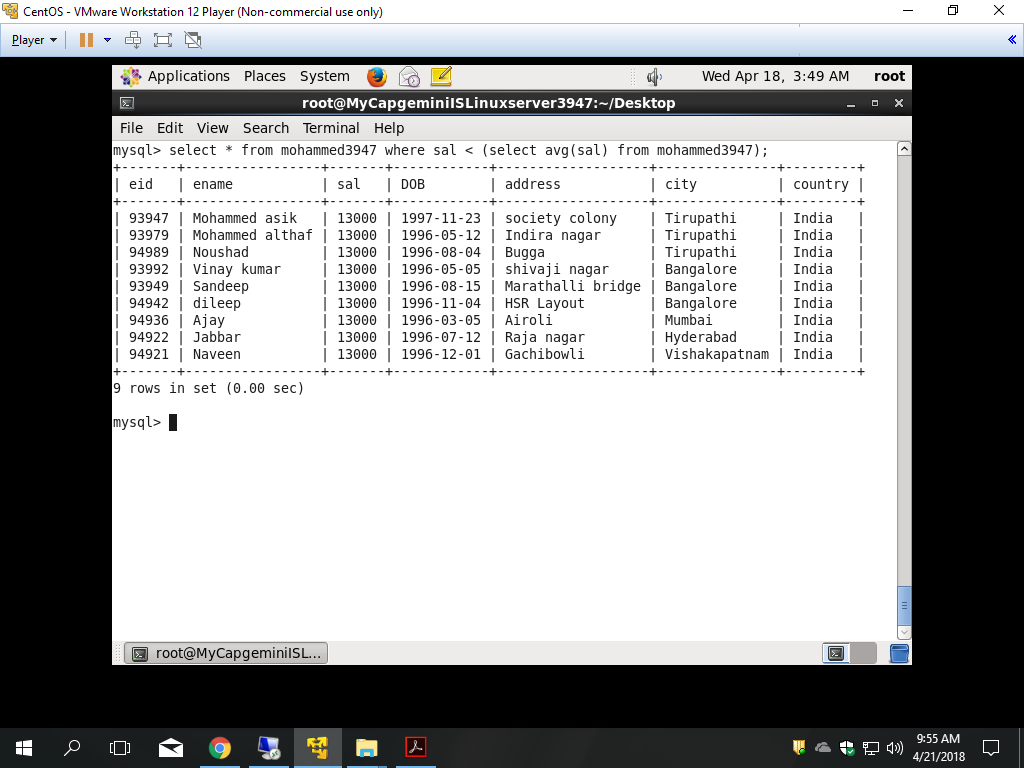 CentOS - VMware Workstation 12 Player (Non-commercial use only)
Player
Applications Places System Wed Apr 18, 3:49 AM root
root@MyCapgeminiISLinuxserver3947:~/Desktop
File Edit View Search Terminal Help
mysql> select * from mohammed3947 where sal < (select avg(sal) from mohammed3947);
+-------+-----------------+-------+------------+-------------------+--------------+---------+
| eid   | ename           | sal   | DOB        | address           | city         | country |
+-------+-----------------+-------+------------+-------------------+--------------+---------+
| 93947 | Mohammed asik   | 13000 | 1997-11-23 | society colony    | Tirupathi    | India   |
| 93979 | Mohammed althaf | 13000 | 1996-05-12 | Indira nagar      | Tirupathi    | India   |
| 94989 | Noushad         | 13000 | 1996-08-04 | Bugga             | Tirupathi    | India   |
| 93992 | Vinay kumar     | 13000 | 1996-05-05 | shivaji nagar     | Bangalore    | India   |
| 93949 | Sandeep         | 13000 | 1996-08-15 | Marathalli bridge | Bangalore    | India   |
| 94942 | dileep          | 13000 | 1996-11-04 | HSR Layout        | Bangalore    | India   |
| 94936 | Ajay            | 13000 | 1996-03-05 | Airoli            | Mumbai       | India   |
| 94922 | Jabbar          | 13000 | 1996-07-12 | Raja nagar        | Hyderabad    | India   |
| 94921 | Naveen          | 13000 | 1996-12-01 | Gachibowli        | Vishakapatnam | India   |
+-------+-----------------+-------+------------+-------------------+--------------+---------+
9 rows in set (0.00 sec)
mysql>
root@MyCapgeminiISL...
9:55 AM
4/21/2018